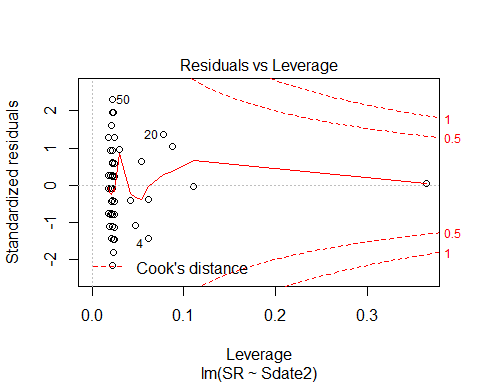 Residuals vs Leverage
Standardized residuals
2
1
0
-1
-2
50
20
4
1
0.5
0.5
1
Cook's distance
0.0 0.1 0.2 0.3
Leverage
lm(SR ~ Sdate2)